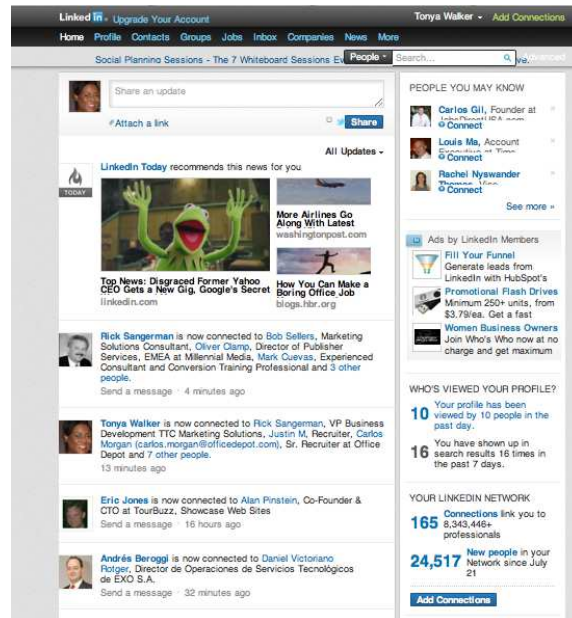 Linked in Upgrade Your Account
Tonya Walker Add Connections
Home Profile Contacts Groups Jobs Inbox Companies News More
Social Planning Sessions - The 7 Whiteboard Sessions
People Search... Advanced
Share an update
Attach a link
Share
All Updates
LinkedIn Today recommends this news for you
TODAY
Top News: Disgraced Former Yahoo
CEO Gets a New Gig, Google's Secret
linkedin.com
More Airlines Go
Along With Latest
washingtonpost.com
How You Can Make a
Boring Office Job
blogs.hbr.org
Rick Sangerman is now connected to Bob Sellers, Marketing
Solutions Consultant, Oliver Clamp, Director of Publisher
Services, EMEA at Millennial Media, Mark Cuevas, Experienced
Consultant and Conversion Training Professional and 3 other
people.
Send a message · 4 minutes ago
Tonya Walker is now connected to Rick Sangerman, VP Business
Development TTC Marketing Solutions, Justin M, Recruiter, Carlos
Morgan (carlos.morgan@officedepot.com), Sr. Recruiter at Office
Depot and 7 other people.
13 minutes ago
Eric Jones is now connected to Alan Pinstein, Co-Founder &
CTO at TourBuzz, Showcase Web Sites
Send a message · 16 hours ago
Andrés Beroggi is now connected to Daniel Victoriano
Rotger, Director de Operaciones de Servicios Tecnológicos
de EXO S.A.
Send a message · 32 minutes ago
PEOPLE YOU MAY KNOW
Carlos Gil, Founder at
JobsDirectUSA.com
Connect
Louis Ma, Account
Executive at Time
Connect
Rachel Nyswander
Thomas, Vice
Connect
See more »
Ads by LinkedIn Members
Fill Your Funnel
Generate leads from
LinkedIn with HubSpot's
Promotional Flash Drives
Minimum 250+ units, from
$3.79/ea. Get a fast
Women Business Owners
Join Who's Who now at no
charge and get maximum
WHO'S VIEWED YOUR PROFILE?
10 Your profile has been
viewed by 10 people in the
past day.
16 You have shown up in
search results 16 times in
the past 7 days.
YOUR LINKEDIN NETWORK
165 Connections link you to
8,343,446+
professionals
24,517 New people in your
Network since July
21
Add Connections